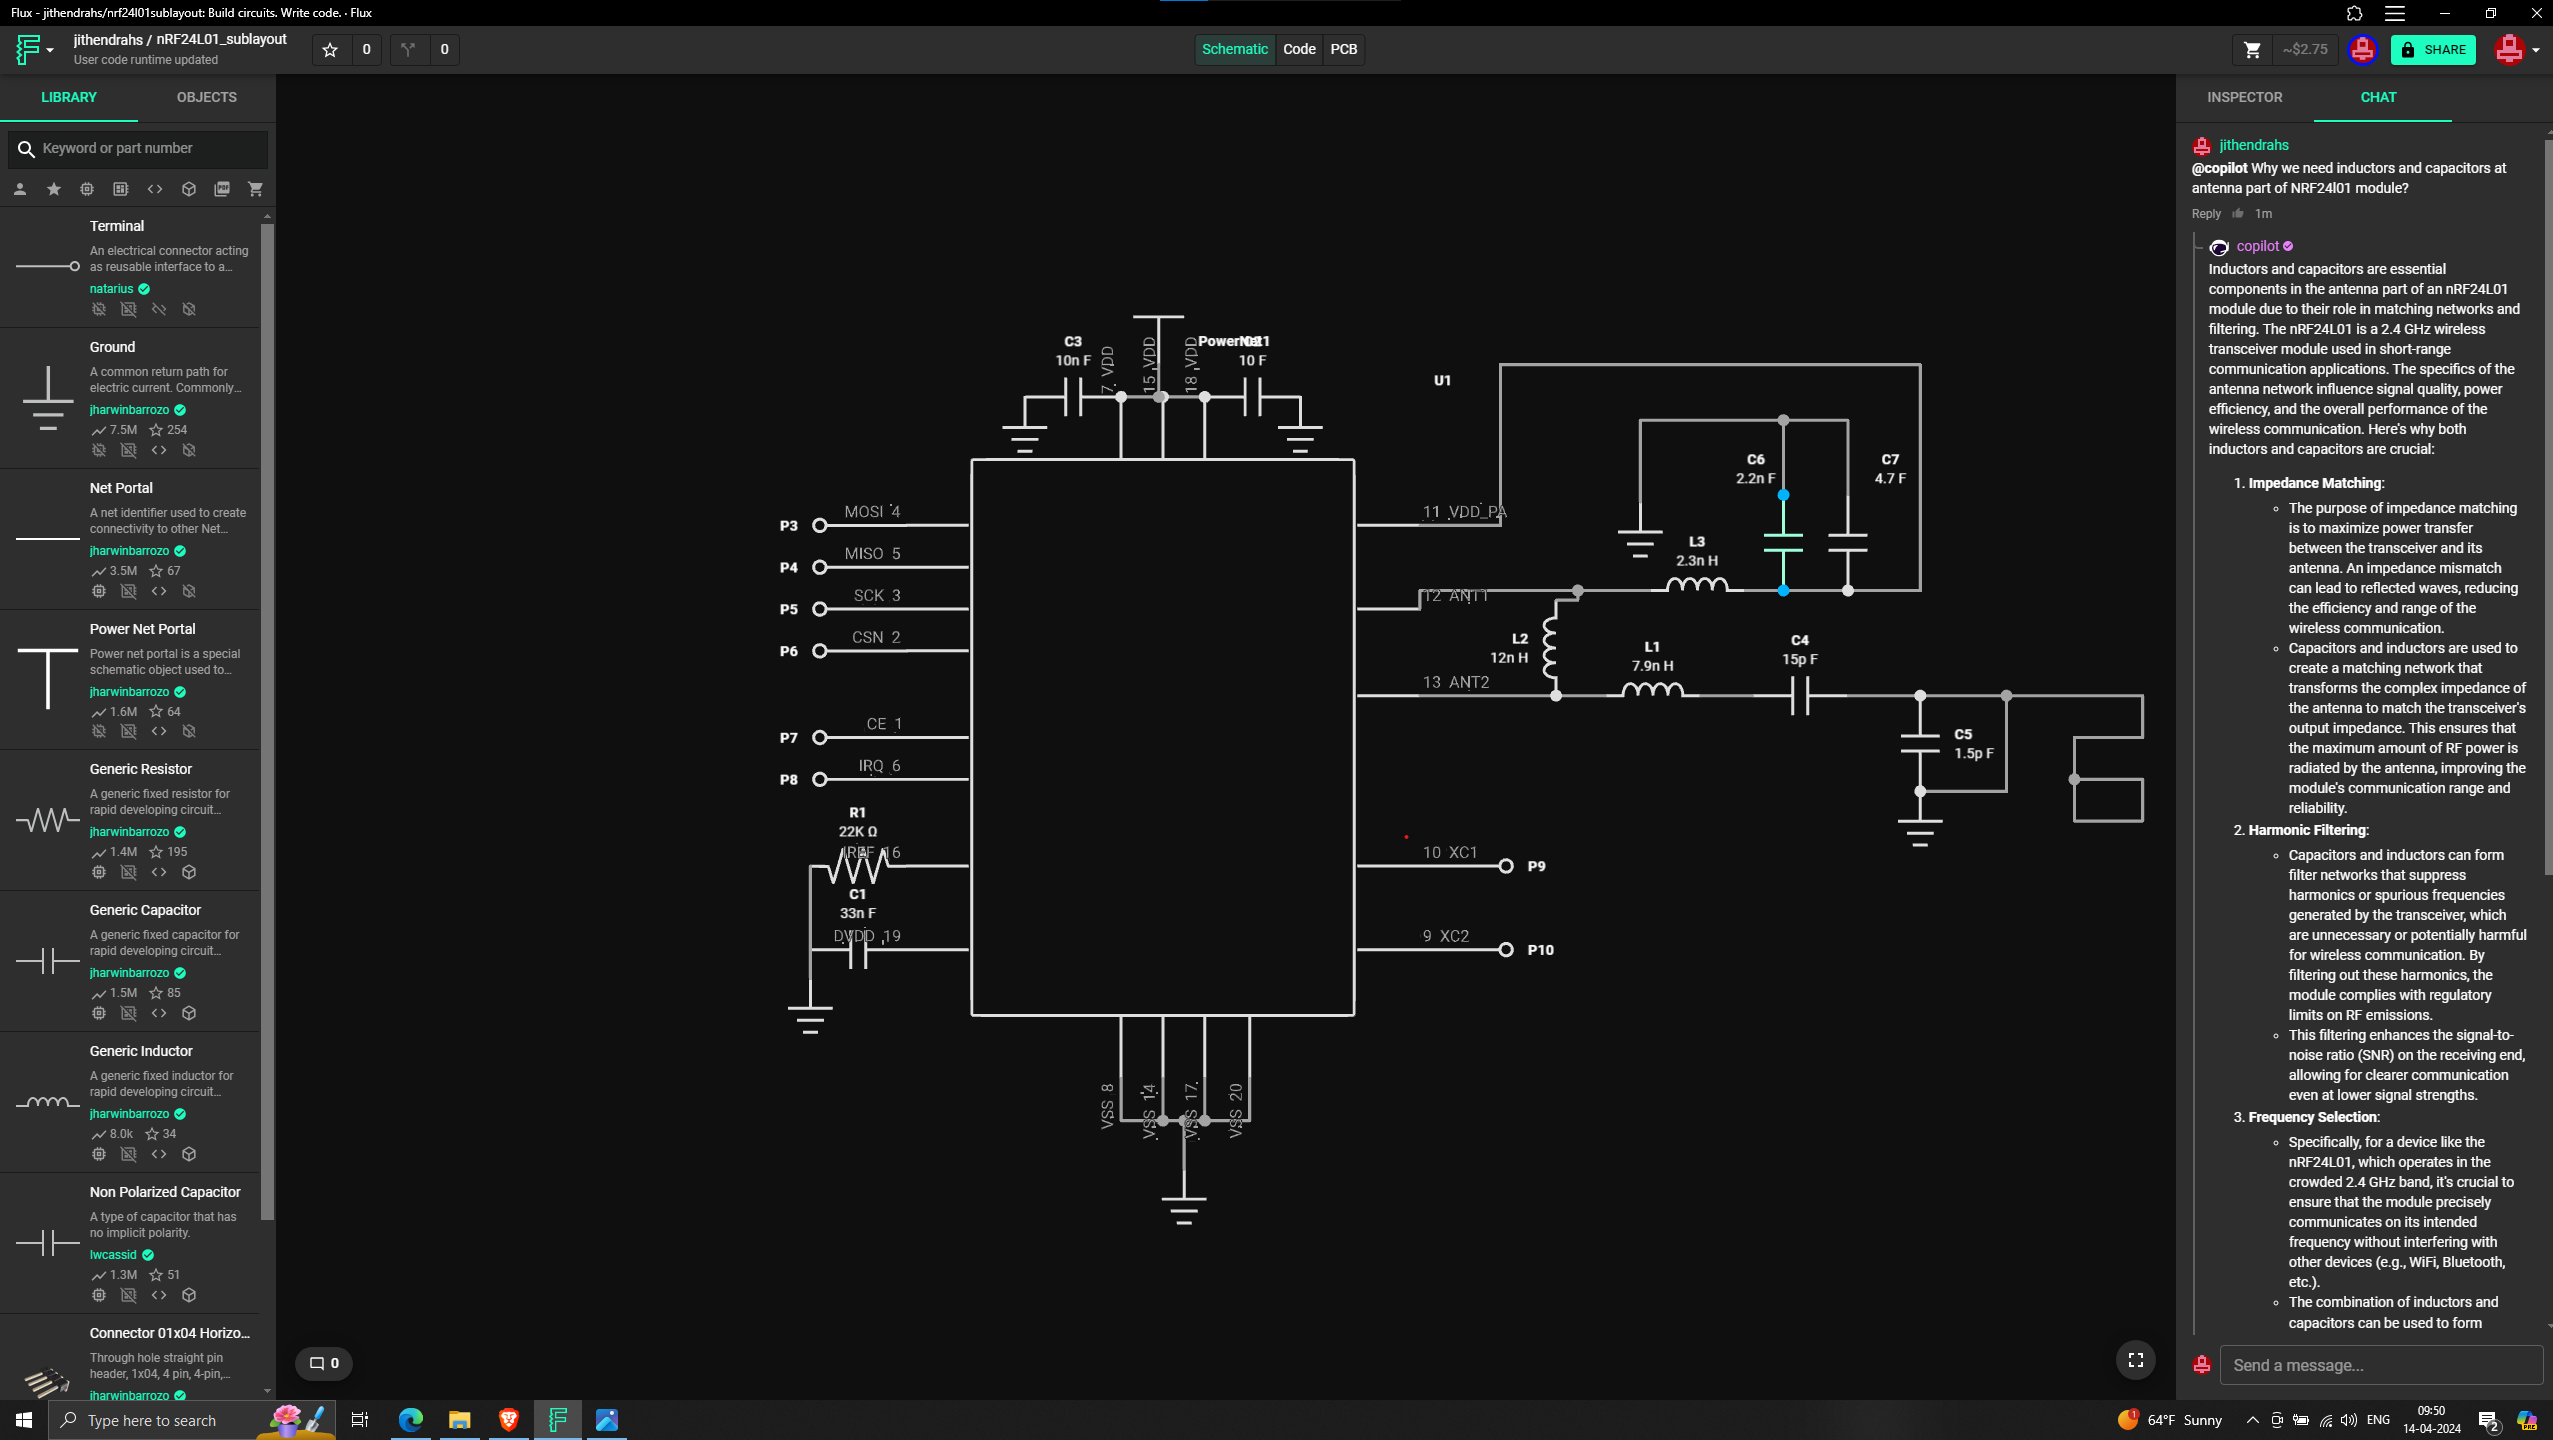 Flux - jithendrahs/nrf24l01sublayout: Build circuits. Write code. · Flux
jithendrahs / nRF24L01_sublayout
User code runtime updated
0
0
Schematic
Code
PCB
~$2.75
SHARE
LIBRARY
OBJECTS
Keyword or part number
Terminal
An electrical connector acting
as reusable interface to a...
natarius
Ground
A common return path for
electric current. Commonly...
jharwinbarrozo
7.5M 254
Net Portal
A net identifier used to create
connectivity to other Net...
jharwinbarrozo
3.5M 67
Power Net Portal
Power net portal is a special
schematic object used to...
jharwinbarrozo
1.6M 64
Generic Resistor
A generic fixed resistor for
rapid developing circuit...
jharwinbarrozo
1.4M 195
Generic Capacitor
A generic fixed capacitor for
rapid developing circuit...
jharwinbarrozo
1.5M 85
Generic Inductor
A generic fixed inductor for
rapid developing circuit...
jharwinbarrozo
8.0k 34
Non Polarized Capacitor
A type of capacitor that has
no implicit polarity.
lwcassid
1.3M 51
Connector 01x04 Horizo...
Through hole straight pin
header, 1x04, 4 pin, 4-pin,...
jharwinbarrozo
C3
10n F
7 VDD
15 VDD
18 VDD
10 F
U1
P3
MOSI 4
P4
MISO 5
P5
SCK 3
P6
CSN 2
P7
CE 1
P8
IRQ 6
R1
22K Ω
IREF 16
C1
33n F
DVDD 19
VSS 8
VSS 14
VSS 17
VSS 20
11 VDD_PA
12 ANT1
13 ANT2
10 XC1
P9
9 XC2
P10
C6
2.2n F
C7
4.7 F
L3
2.3n H
L2
12n H
L1
7.9n H
C4
15p F
C5
1.5p F
0
INSPECTOR
CHAT
jithendrahs
@copilot Why we need inductors and capacitors at
antenna part of NRF24l01 module?
Reply 1m
copilot
Inductors and capacitors are essential
components in the antenna part of an nRF24L01
module due to their role in matching networks and
filtering. The nRF24L01 is a 2.4 GHz wireless
transceiver module used in short-range
communication applications. The specifics of the
antenna network influence signal quality, power
efficiency, and the overall performance of the
wireless communication. Here's why both
inductors and capacitors are crucial:
1. Impedance Matching:
The purpose of impedance matching
is to maximize power transfer
between the transceiver and its
antenna. An impedance mismatch
can lead to reflected waves, reducing
the efficiency and range of the
wireless communication.
Capacitors and inductors are used to
create a matching network that
transforms the complex impedance of
the antenna to match the transceiver's
output impedance. This ensures that
the maximum amount of RF power is
radiated by the antenna, improving the
module's communication range and
reliability.
2. Harmonic Filtering:
Capacitors and inductors can form
filter networks that suppress
harmonics or spurious frequencies
generated by the transceiver, which
are unnecessary or potentially harmful
for wireless communication. By
filtering out these harmonics, the
module complies with regulatory
limits on RF emissions.
This filtering enhances the signal-to-
noise ratio (SNR) on the receiving end,
allowing for clearer communication
even at lower signal strengths.
3. Frequency Selection:
Specifically, for a device like the
nRF24L01, which operates in the
crowded 2.4 GHz band, it's crucial to
ensure that the module precisely
communicates on its intended
frequency without interfering with
other devices (e.g., WiFi, Bluetooth,
etc.).
The combination of inductors and
capacitors can be used to form
Send a message...
Type here to search
64°F Sunny
ENG
09:50
14-04-2024